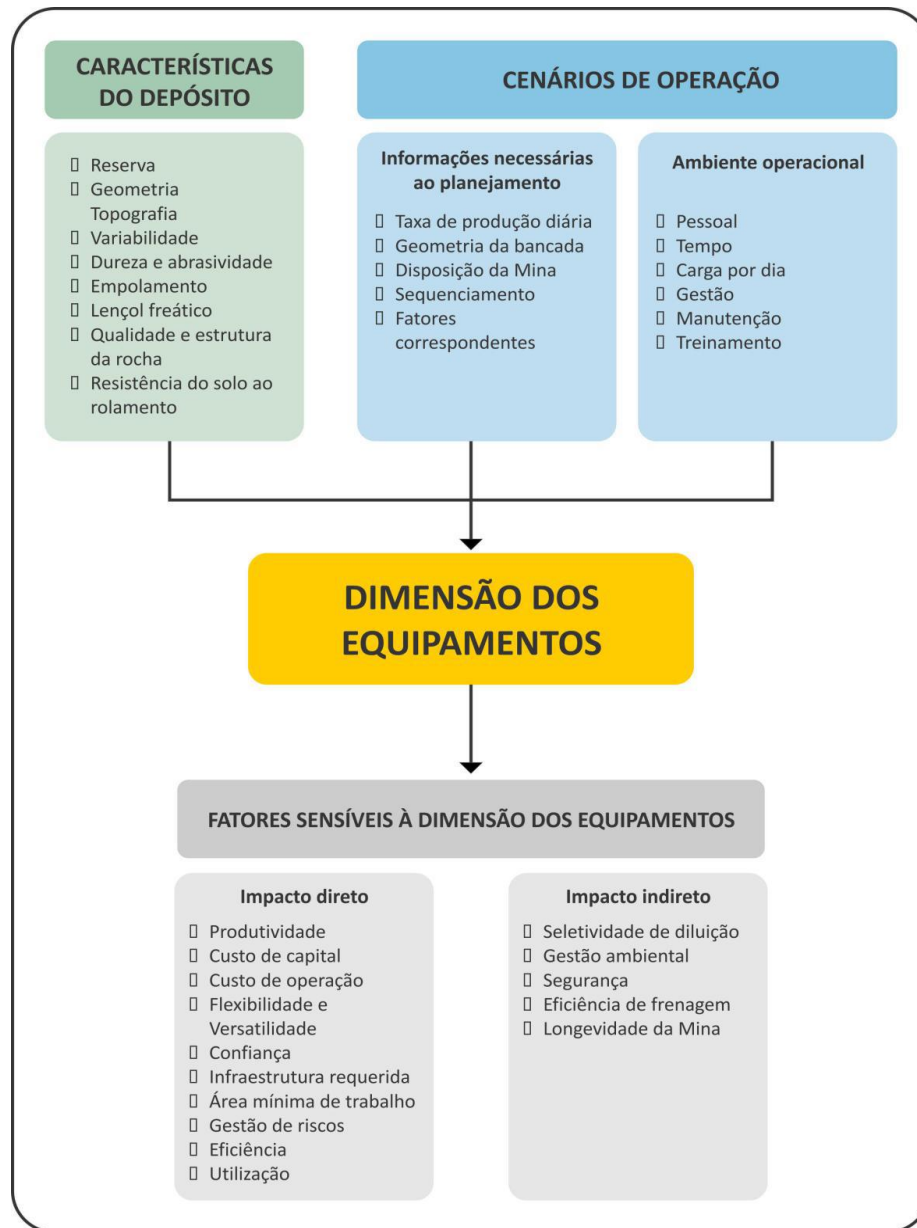 CARACTERÍSTICAS
DO DEPÓSITO
▯ Reserva
▯ Geometria
Topografia
▯ Variabilidade
▯ Dureza e abrasividade
▯ Empolamento
▯ Lençol freático
▯ Qualidade e estrutura
da rocha
▯ Resistência do solo ao
rolamento
CENÁRIOS DE OPERAÇÃO
Informações necessárias
ao planejamento
▯ Taxa de produção diária
▯ Geometria da bancada
▯ Disposição da Mina
▯ Sequenciamento
▯ Fatores
correspondentes
Ambiente operacional
▯ Pessoal
▯ Tempo
▯ Carga por dia
▯ Gestão
▯ Manutenção
▯ Treinamento
DIMENSÃO DOS
EQUIPAMENTOS
FATORES SENSÍVEIS À DIMENSÃO DOS EQUIPAMENTOS
Impacto direto
▯ Produtividade
▯ Custo de capital
▯ Custo de operação
▯ Flexibilidade e
Versatilidade
▯ Confiança
▯ Infraestrutura requerida
▯ Área mínima de trabalho
▯ Gestão de riscos
▯ Eficiência
▯ Utilização
Impacto indireto
▯ Seletividade de diluição
▯ Gestão ambiental
▯ Segurança
▯ Eficiência de frenagem
▯ Longevidade da Mina